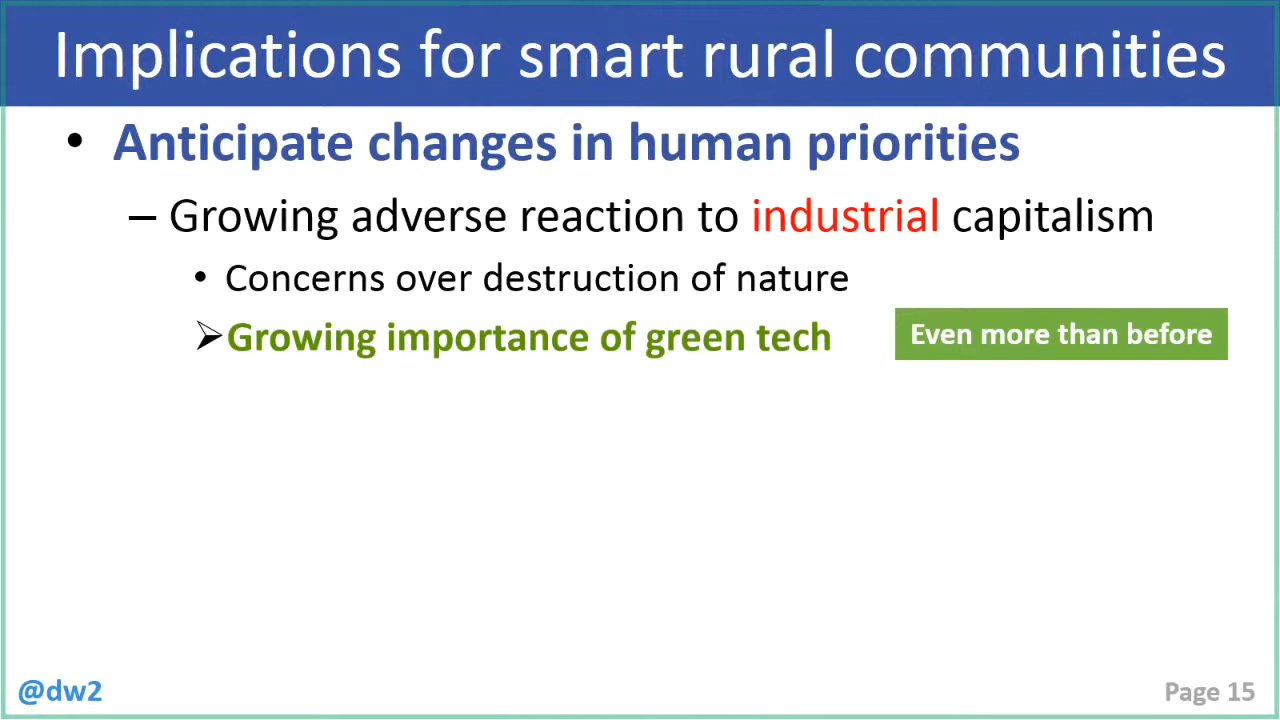 Implications for smart rural communities
• Anticipate changes in human priorities
– Growing adverse reaction to industrial capitalism
• Concerns over destruction of nature
➢ Growing importance of green tech
Even more than before
@dw2
Page 15